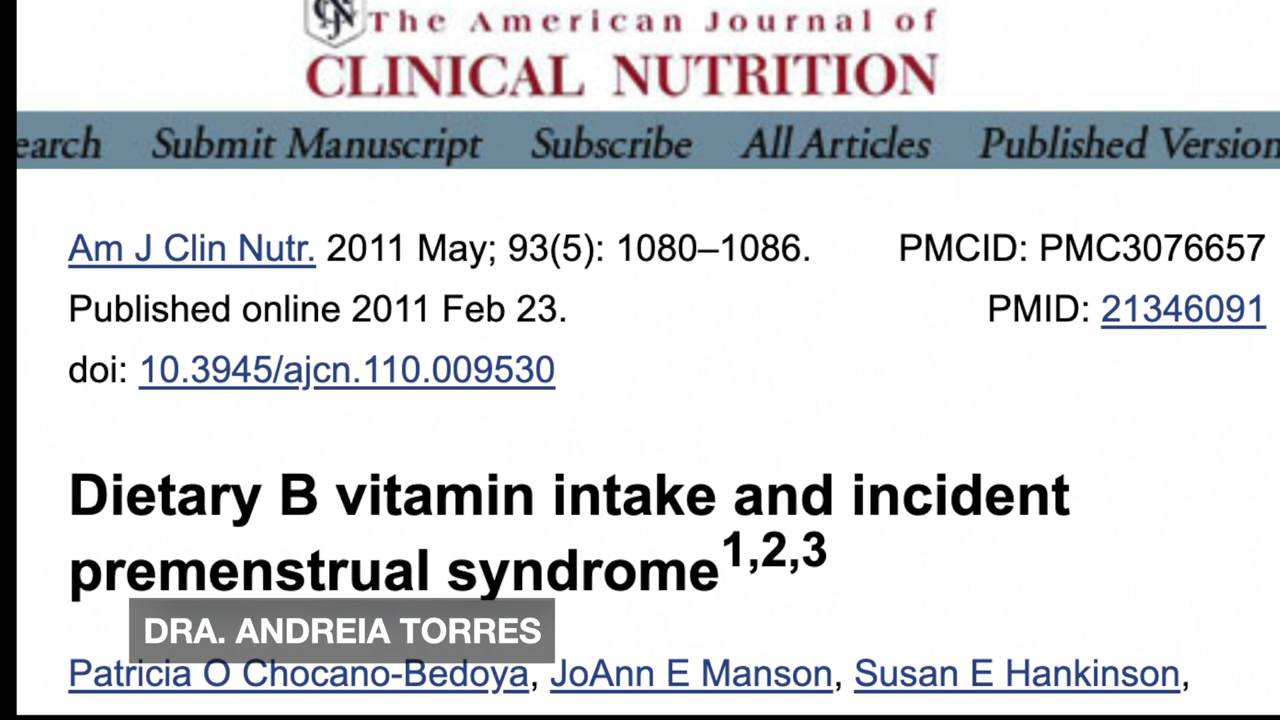 The American Journal of
CLINICAL NUTRITION
earch Submit Manuscript Subscribe All Articles Published Version
Am J Clin Nutr. 2011 May; 93(5): 1080–1086. PMCID: PMC3076657
Published online 2011 Feb 23. PMID: 21346091
doi: 10.3945/ajcn.110.009530
Dietary B vitamin intake and incident
premenstrual syndrome1,2,3
DRA. ANDREIA TORRES
Patricia O Chocano-Bedoya, JoAnn E Manson, Susan E Hankinson,